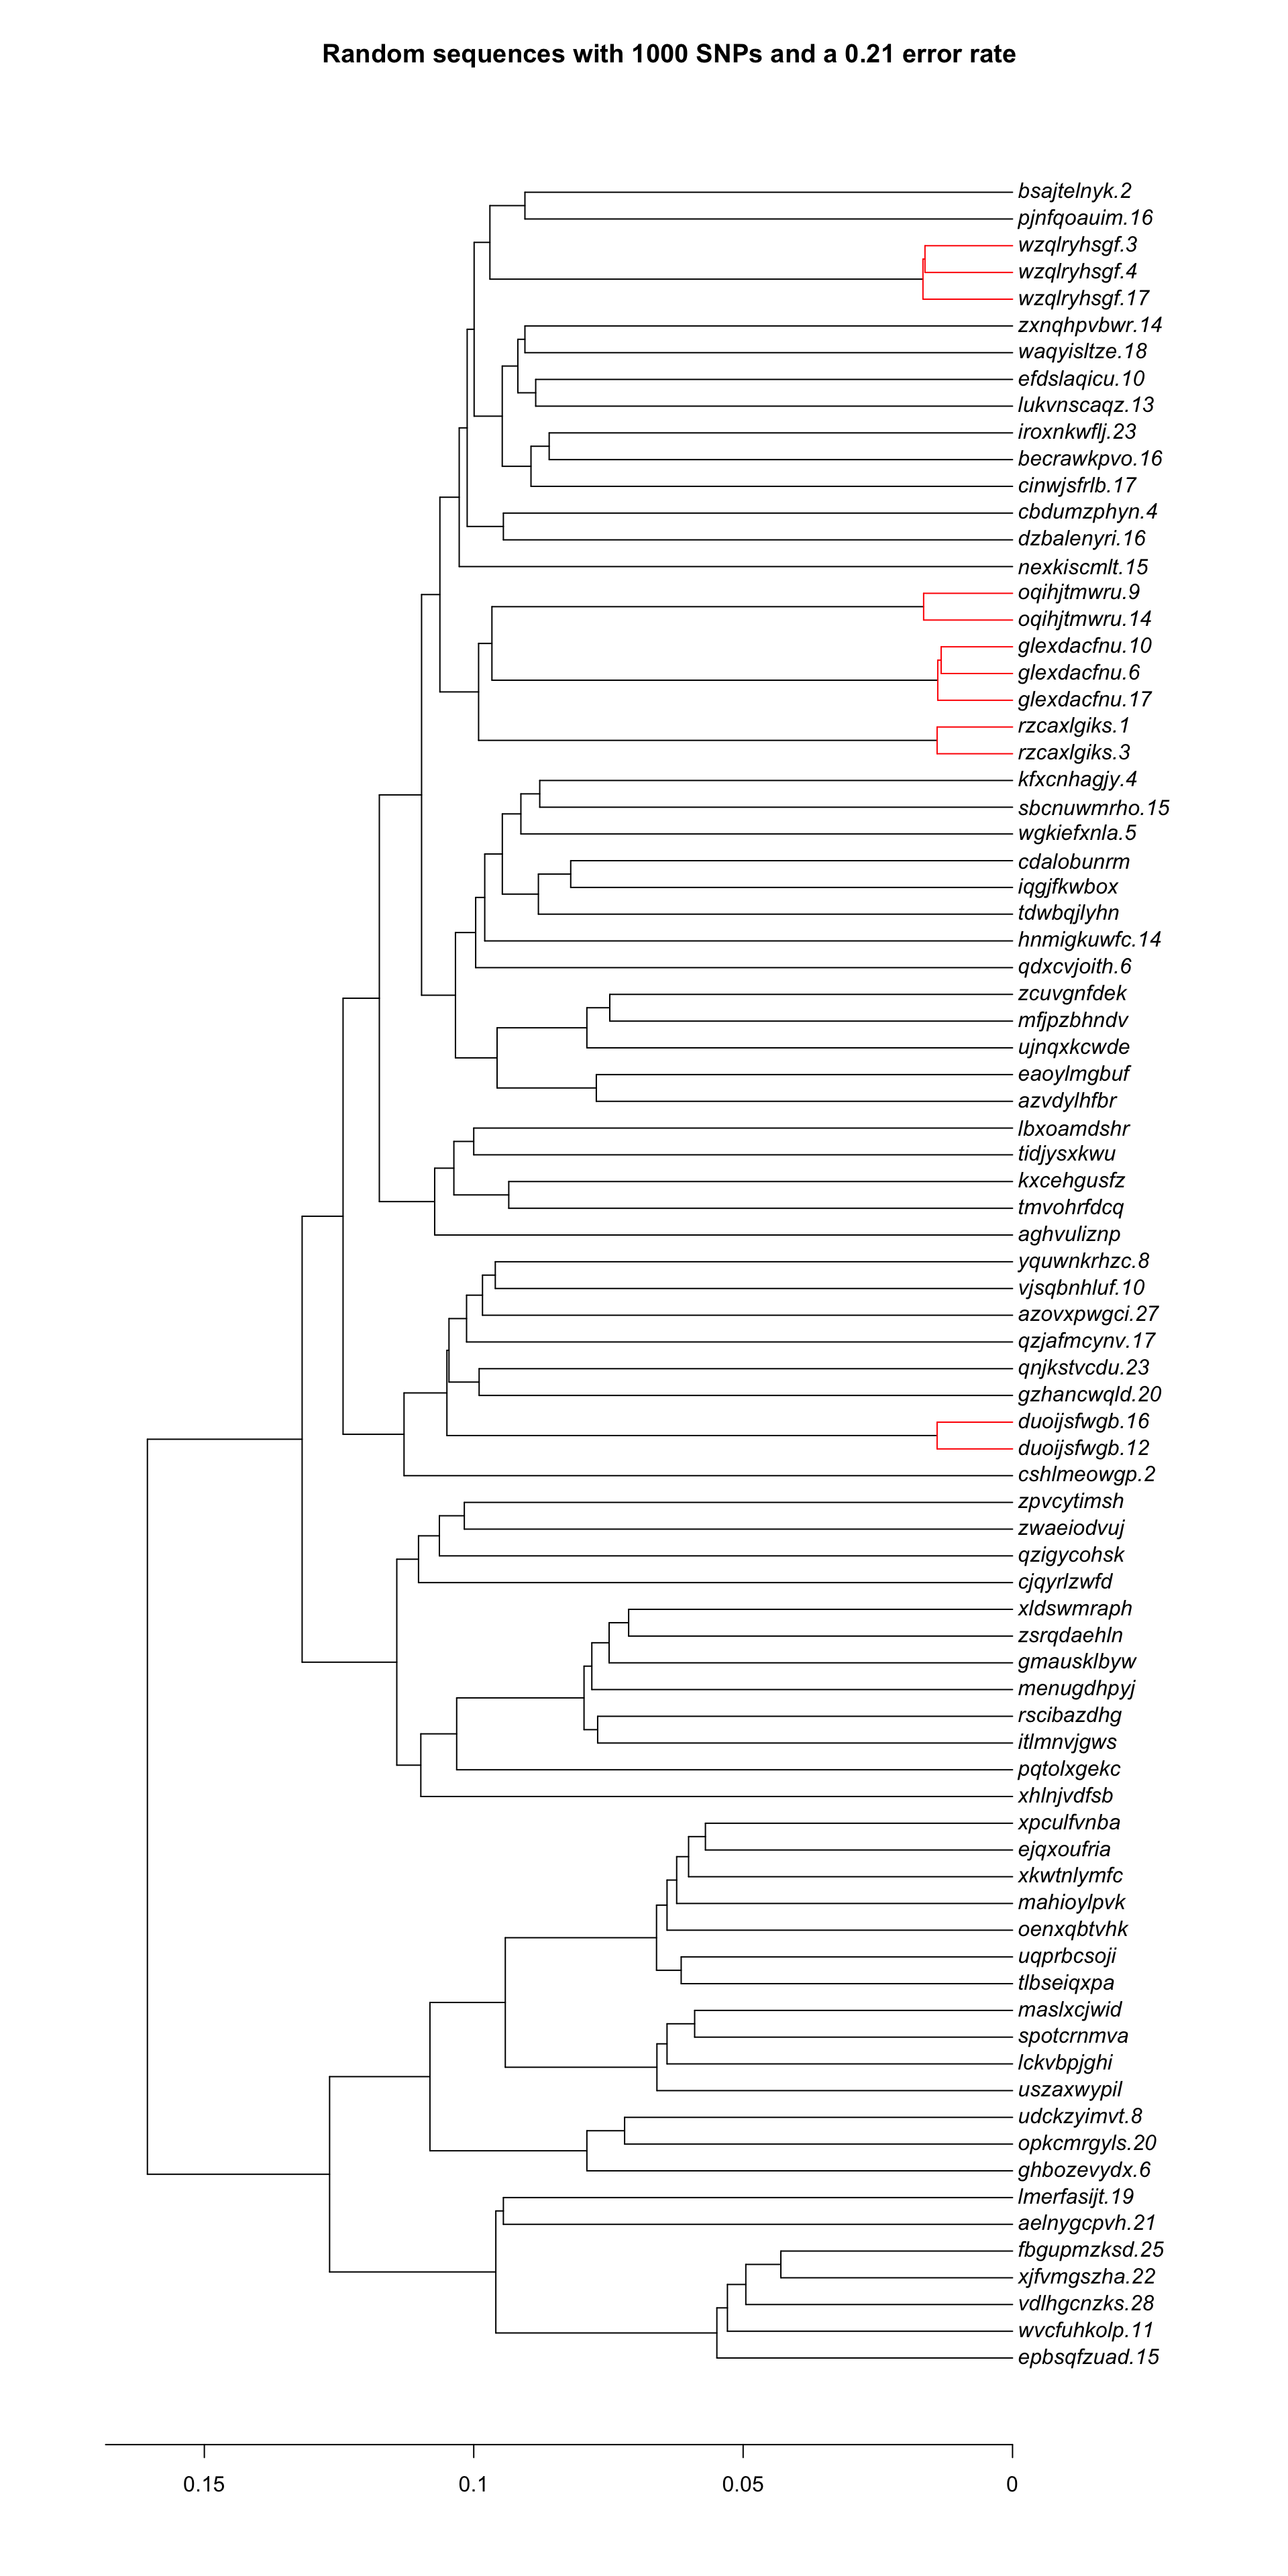 Random sequences with 1000 SNPs and a 0.21 error rate
bsajtelnyk.2
pjnfqoauim.16
wzqlryhsgf.3
wzqlryhsgf.4
wzqlryhsgf.17
zxnqhpvbwr.14
waqyisltze.18
efdslaqicu.10
lukvnscaqz.13
iroxnkwflj.23
becrawkpvo.16
cinwjsfrlb.17
cbdumzphyn.4
dzbalenyri.16
nexkiscmlt.15
oqihjtmwru.9
oqihjtmwru.14
glexdacfnu.10
glexdacfnu.6
glexdacfnu.17
rzcaxlgiks.1
rzcaxlgiks.3
kfxcnhagjy.4
sbcnuwmrho.15
wgkiefxnla.5
cdalobunrm
iqgjfkwbox
tdwbqjlyhn
hnmigkuwfc.14
qdxcvjoith.6
zcuvgnfdek
mfjpzbhndv
ujnqxkcwde
eaoylmgbuf
azvdylhfbr
lbxoamdshr
tidjysxkwu
kxcehgusfz
tmvohrfdcq
aghvuliznp
yquwnkrhzc.8
vjsqbnhluf.10
azovxpwgci.27
qzjafmcynv.17
qnjkstvcdu.23
gzhancwqld.20
duoijsfwgb.16
duoijsfwgb.12
cshlmeowgp.2
zpvcytimsh
zwaeiodvuj
qzigycohsk
cjqyrlzwfd
xldswmraph
zsrqdaehln
gmausklbyw
menugdhpyj
rscibazdhg
itlmnvjgws
pqtolxgekc
xhlnjvdfsb
xpculfvnba
ejqxoufria
xkwtnlymfc
mahioylpvk
oenxqbtvhk
uqprbcsoji
tlbseiqxpa
maslxcjwid
spotcrnmva
lckvbpjghi
uszaxwypil
udckzyimvt.8
opkcmrgyls.20
ghbozevydx.6
lmerfasijt.19
aelnygcpvh.21
fbgupmzksd.25
xjfvmgszha.22
vdlhgcnzks.28
wvcfuhkolp.11
epbsqfzuad.15
0.15 0.1 0.05 0